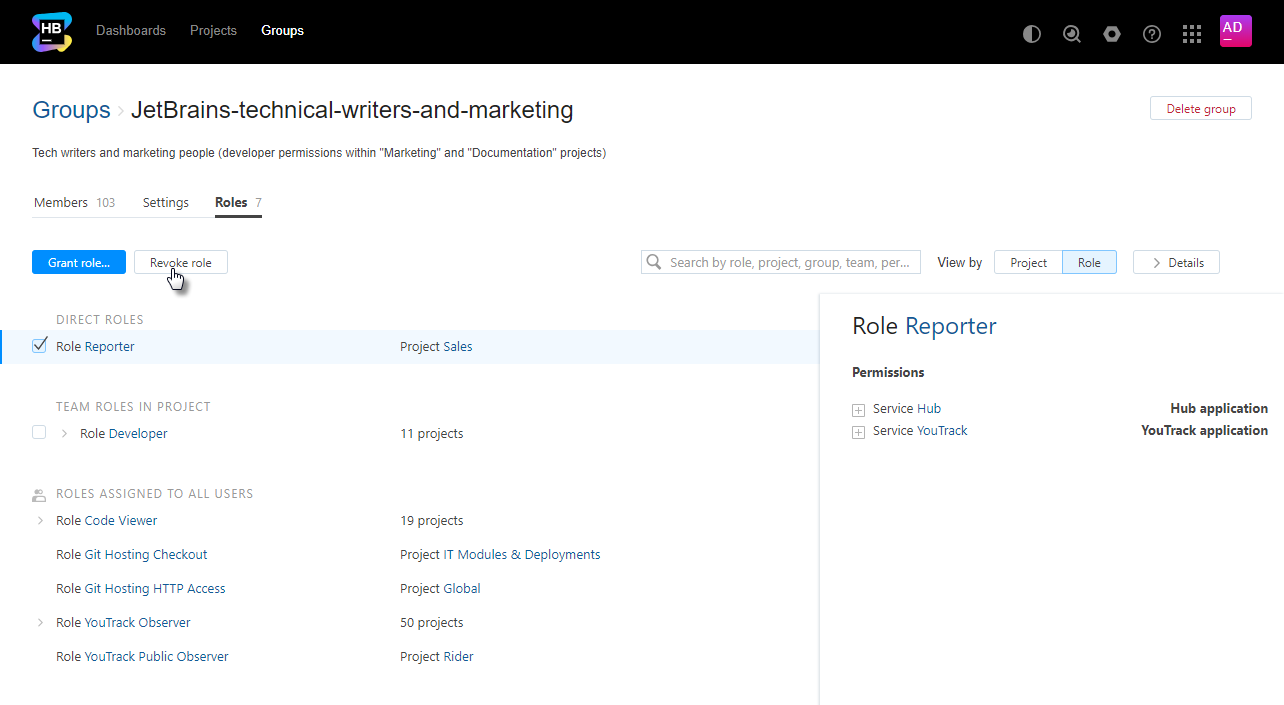 HB Dashboards Projects Groups AD
Groups › JetBrains-technical-writers-and-marketing Delete group
Tech writers and marketing people (developer permissions within "Marketing" and "Documentation" projects)
Members 103 Settings Roles 7
Grant role... Revoke role Search by role, project, group, team, per... View by Project Role Details
DIRECT ROLES
Role Reporter Project Sales
TEAM ROLES IN PROJECT
Role Developer 11 projects
ROLES ASSIGNED TO ALL USERS
Role Code Viewer 19 projects
Role Git Hosting Checkout Project IT Modules & Deployments
Role Git Hosting HTTP Access Project Global
Role YouTrack Observer 50 projects
Role YouTrack Public Observer Project Rider
Role Reporter
Permissions
Service Hub Hub application
Service YouTrack YouTrack application